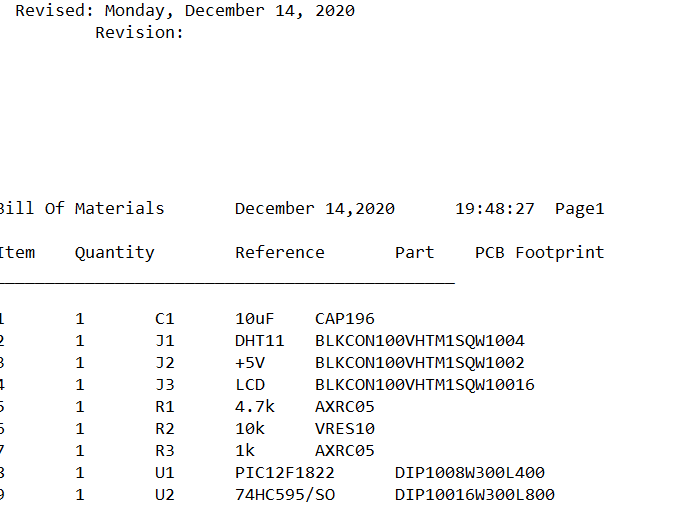 Revised: Monday, December 14, 2020
Revision:
Bill Of Materials December 14,2020 19:48:27 Page1
Item Quantity Reference Part PCB Footprint
1 1 C1 10uF CAP196
2 1 J1 DHT11 BLKCON100VHTM1SQW1004
3 1 J2 +5V BLKCON100VHTM1SQW1002
4 1 J3 LCD BLKCON100VHTM1SQW10016
5 1 R1 4.7k AXRC05
6 1 R2 10k VRES10
7 1 R3 1k AXRC05
8 1 U1 PIC12F1822 DIP1008W300L400
9 1 U2 74HC595/SO DIP10016W300L800